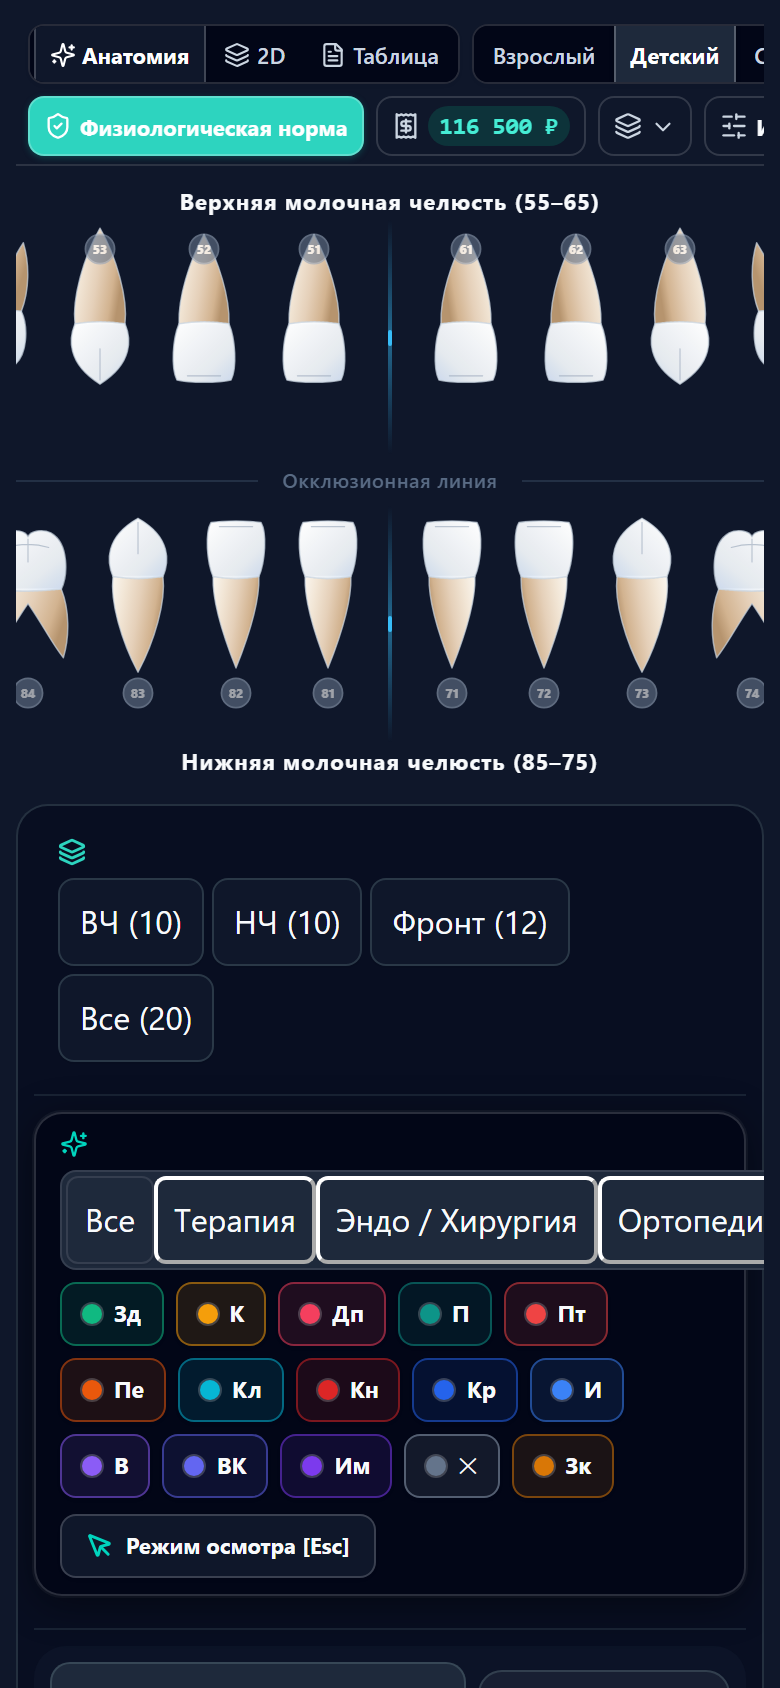 Анатомия 2D Таблица Взрослый Детский
Физиологическая норма 116 500 ₽
Верхняя молочная челюсть (55–65)
53 52 51 61 62 63
Окклюзионная линия
84 83 82 81 71 72 73 74
Нижняя молочная челюсть (85–75)
ВЧ (10) НЧ (10) Фронт (12)
Все (20)
Все Терапия Эндо / Хирургия Ортопеди
Зд К Дп П Пт
Пе Кл Кн Кр И
В ВК Им ✕ Зк
Режим осмотра [Esc]